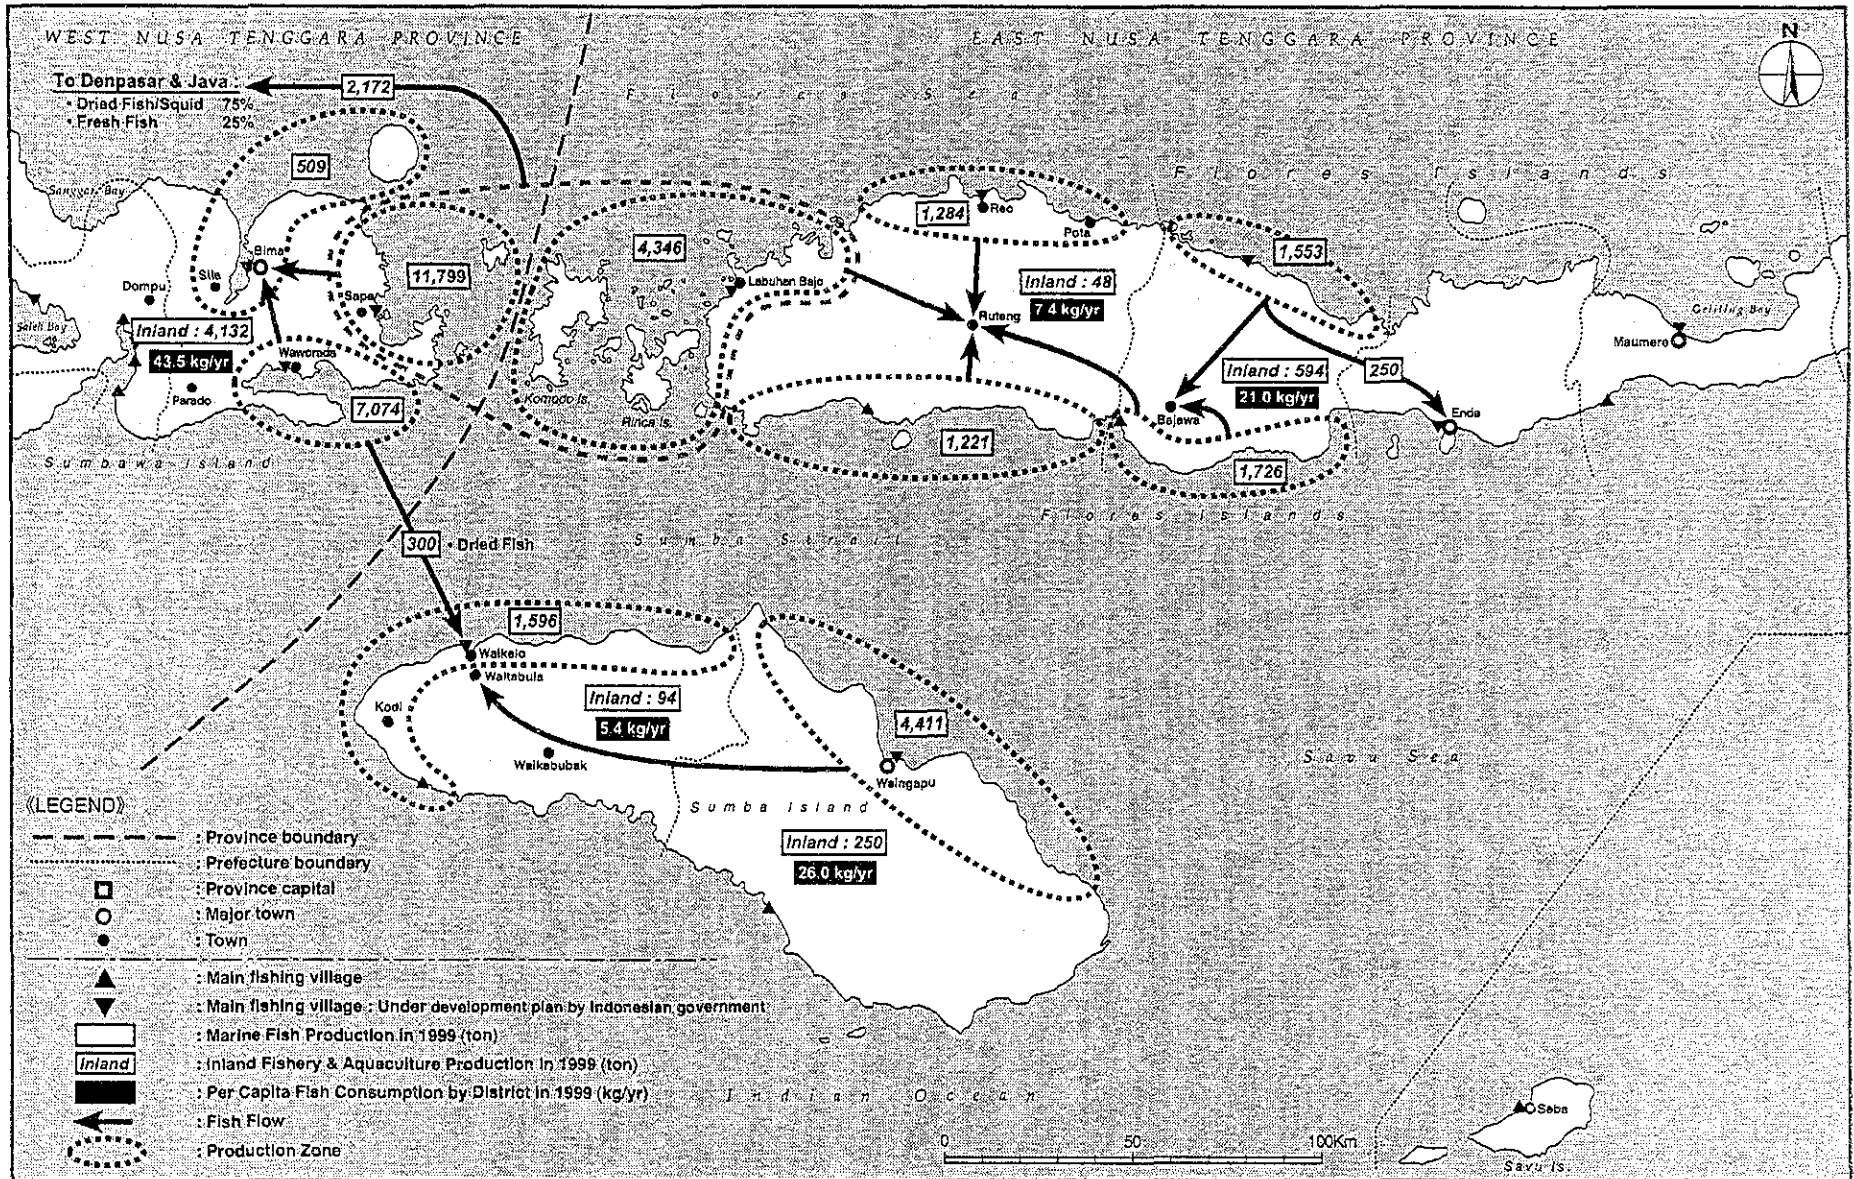 WEST NUSA TENGGARA PROVINCE
EAST NUSA TENGGARA PROVINCE
N
To Denpasar & Java :
• Dried Fish/Squid 75%
• Fresh Fish 25%
2,172
Flores Sea
509
Sanggar Bay
Flores Islands
1,284
Reo
Pota
4,346
1,553
Bima
11,799
Sila
Sape
Dompu
Labuhan Bajo
Inland : 48
7.4 kg/yr
Ruteng
Saleh Bay
Inland : 4,132
43.5 kg/yr
Waworada
Parado
7,074
Komodo Is.
Rinca Is.
Maumere
Inland : 594
21.0 kg/yr
250
Bajawa
Ende
1,221
1,726
Sumbawa Island
Flores Islands
300
• Dried Fish
Sumba Strait
1,596
Waikelo
Waitabula
Kodi
Inland : 94
5.4 kg/yr
4,411
Waikabubak
Waingapu
Savu Sea
Sumba Island
Inland : 250
26.0 kg/yr
《LEGEND》
: Province boundary
: Prefecture boundary
: Province capital
: Major town
: Town
: Main fishing village
: Main fishing village : Under development plan by Indonesian government
: Marine Fish Production in 1999 (ton)
Inland : Inland Fishery & Aquaculture Production in 1999 (ton)
: Per Capita Fish Consumption by District in 1999 (kg/yr)
: Fish Flow
: Production Zone
Indian Ocean
0 50 100Km
Seba
Savu Is.